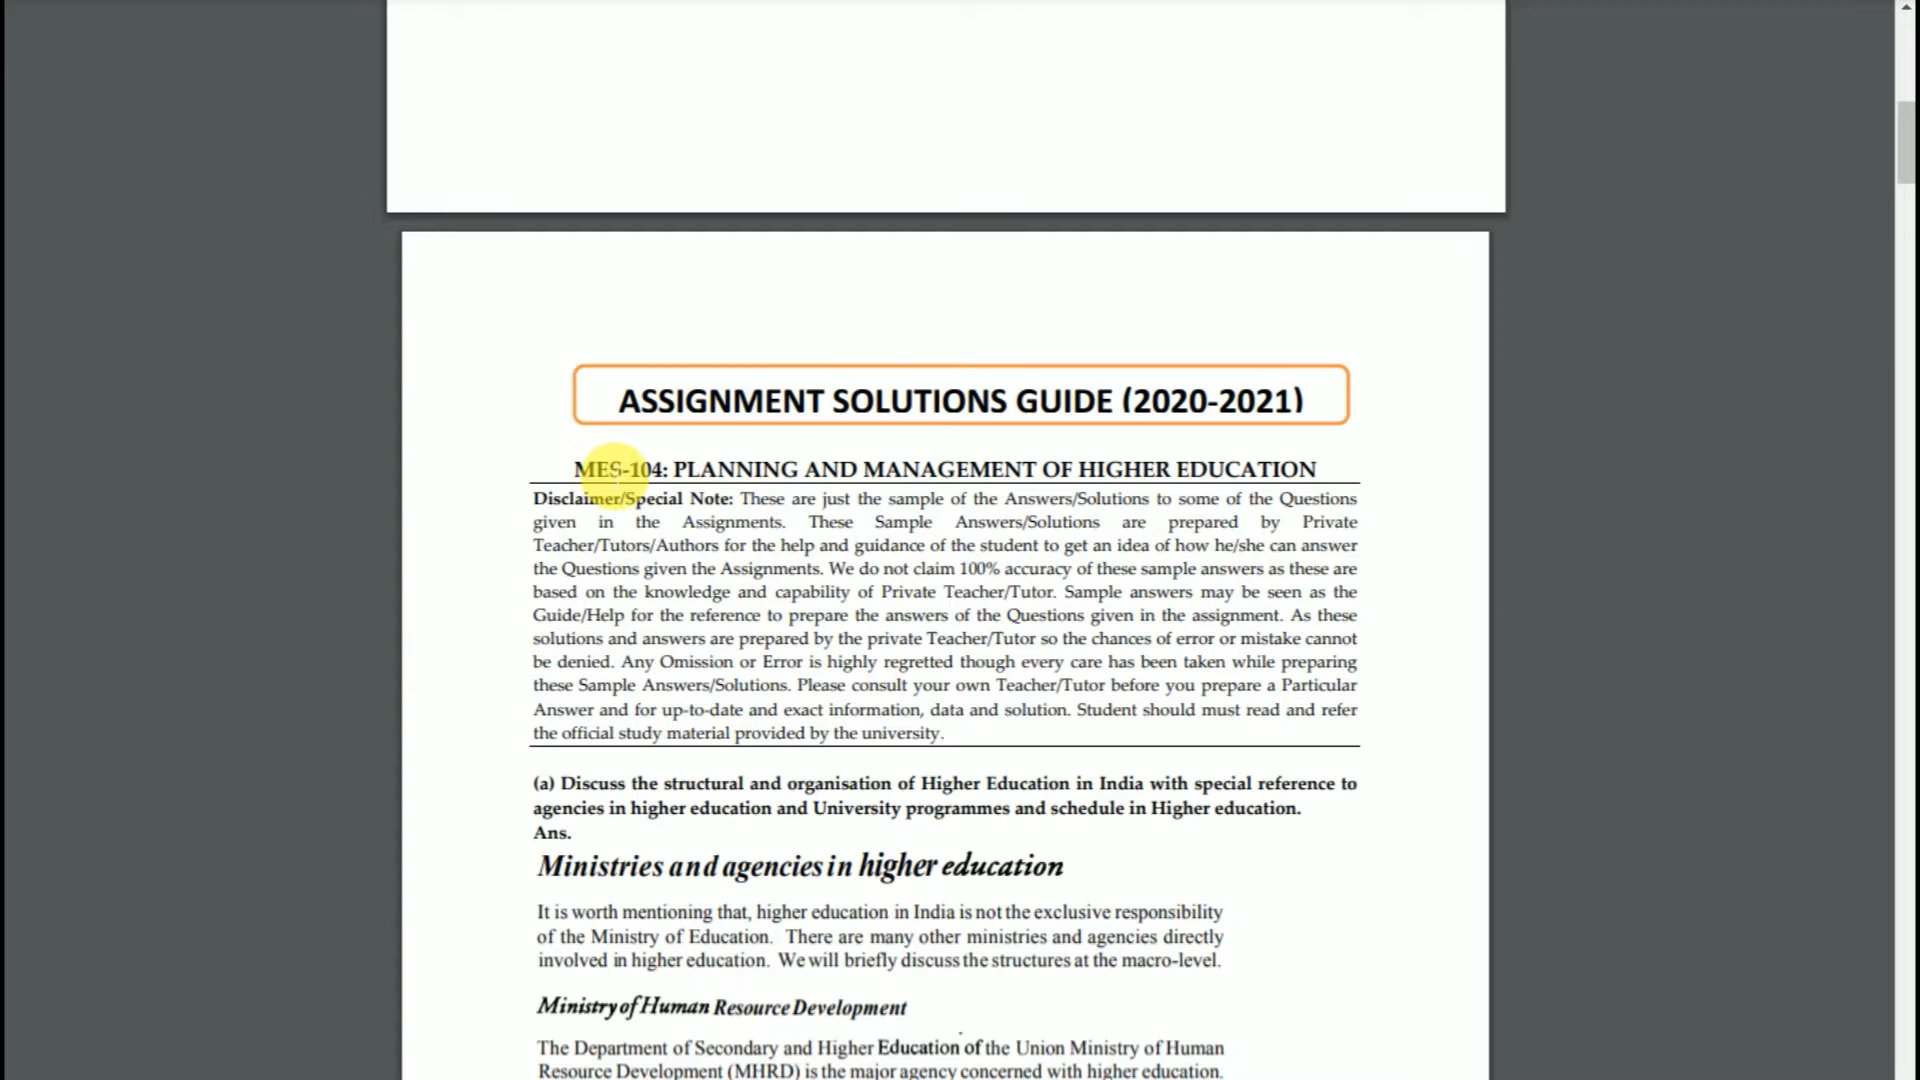 ASSIGNMENT SOLUTIONS GUIDE (2020-2021)
MES-104: PLANNING AND MANAGEMENT OF HIGHER EDUCATION
Disclaimer/Special Note: These are just the sample of the Answers/Solutions to some of the Questions
given in the Assignments. These Sample Answers/Solutions are prepared by Private
Teacher/Tutors/Authors for the help and guidance of the student to get an idea of how he/she can answer
the Questions given the Assignments. We do not claim 100% accuracy of these sample answers as these are
based on the knowledge and capability of Private Teacher/Tutor. Sample answers may be seen as the
Guide/Help for the reference to prepare the answers of the Questions given in the assignment. As these
solutions and answers are prepared by the private Teacher/Tutor so the chances of error or mistake cannot
be denied. Any Omission or Error is highly regretted though every care has been taken while preparing
these Sample Answers/Solutions. Please consult your own Teacher/Tutor before you prepare a Particular
Answer and for up-to-date and exact information, data and solution. Student should must read and refer
the official study material provided by the university.
(a) Discuss the structural and organisation of Higher Education in India with special reference to
agencies in higher education and University programmes and schedule in Higher education.
Ans.
Ministries and agencies in higher education
It is worth mentioning that, higher education in India is not the exclusive responsibility
of the Ministry of Education. There are many other ministries and agencies directly
involved in higher education. We will briefly discuss the structures at the macro-level.
Ministry of Human Resource Development
The Department of Secondary and Higher Education of the Union Ministry of Human
Resource Development (MHRD) is the major agency concerned with higher education.